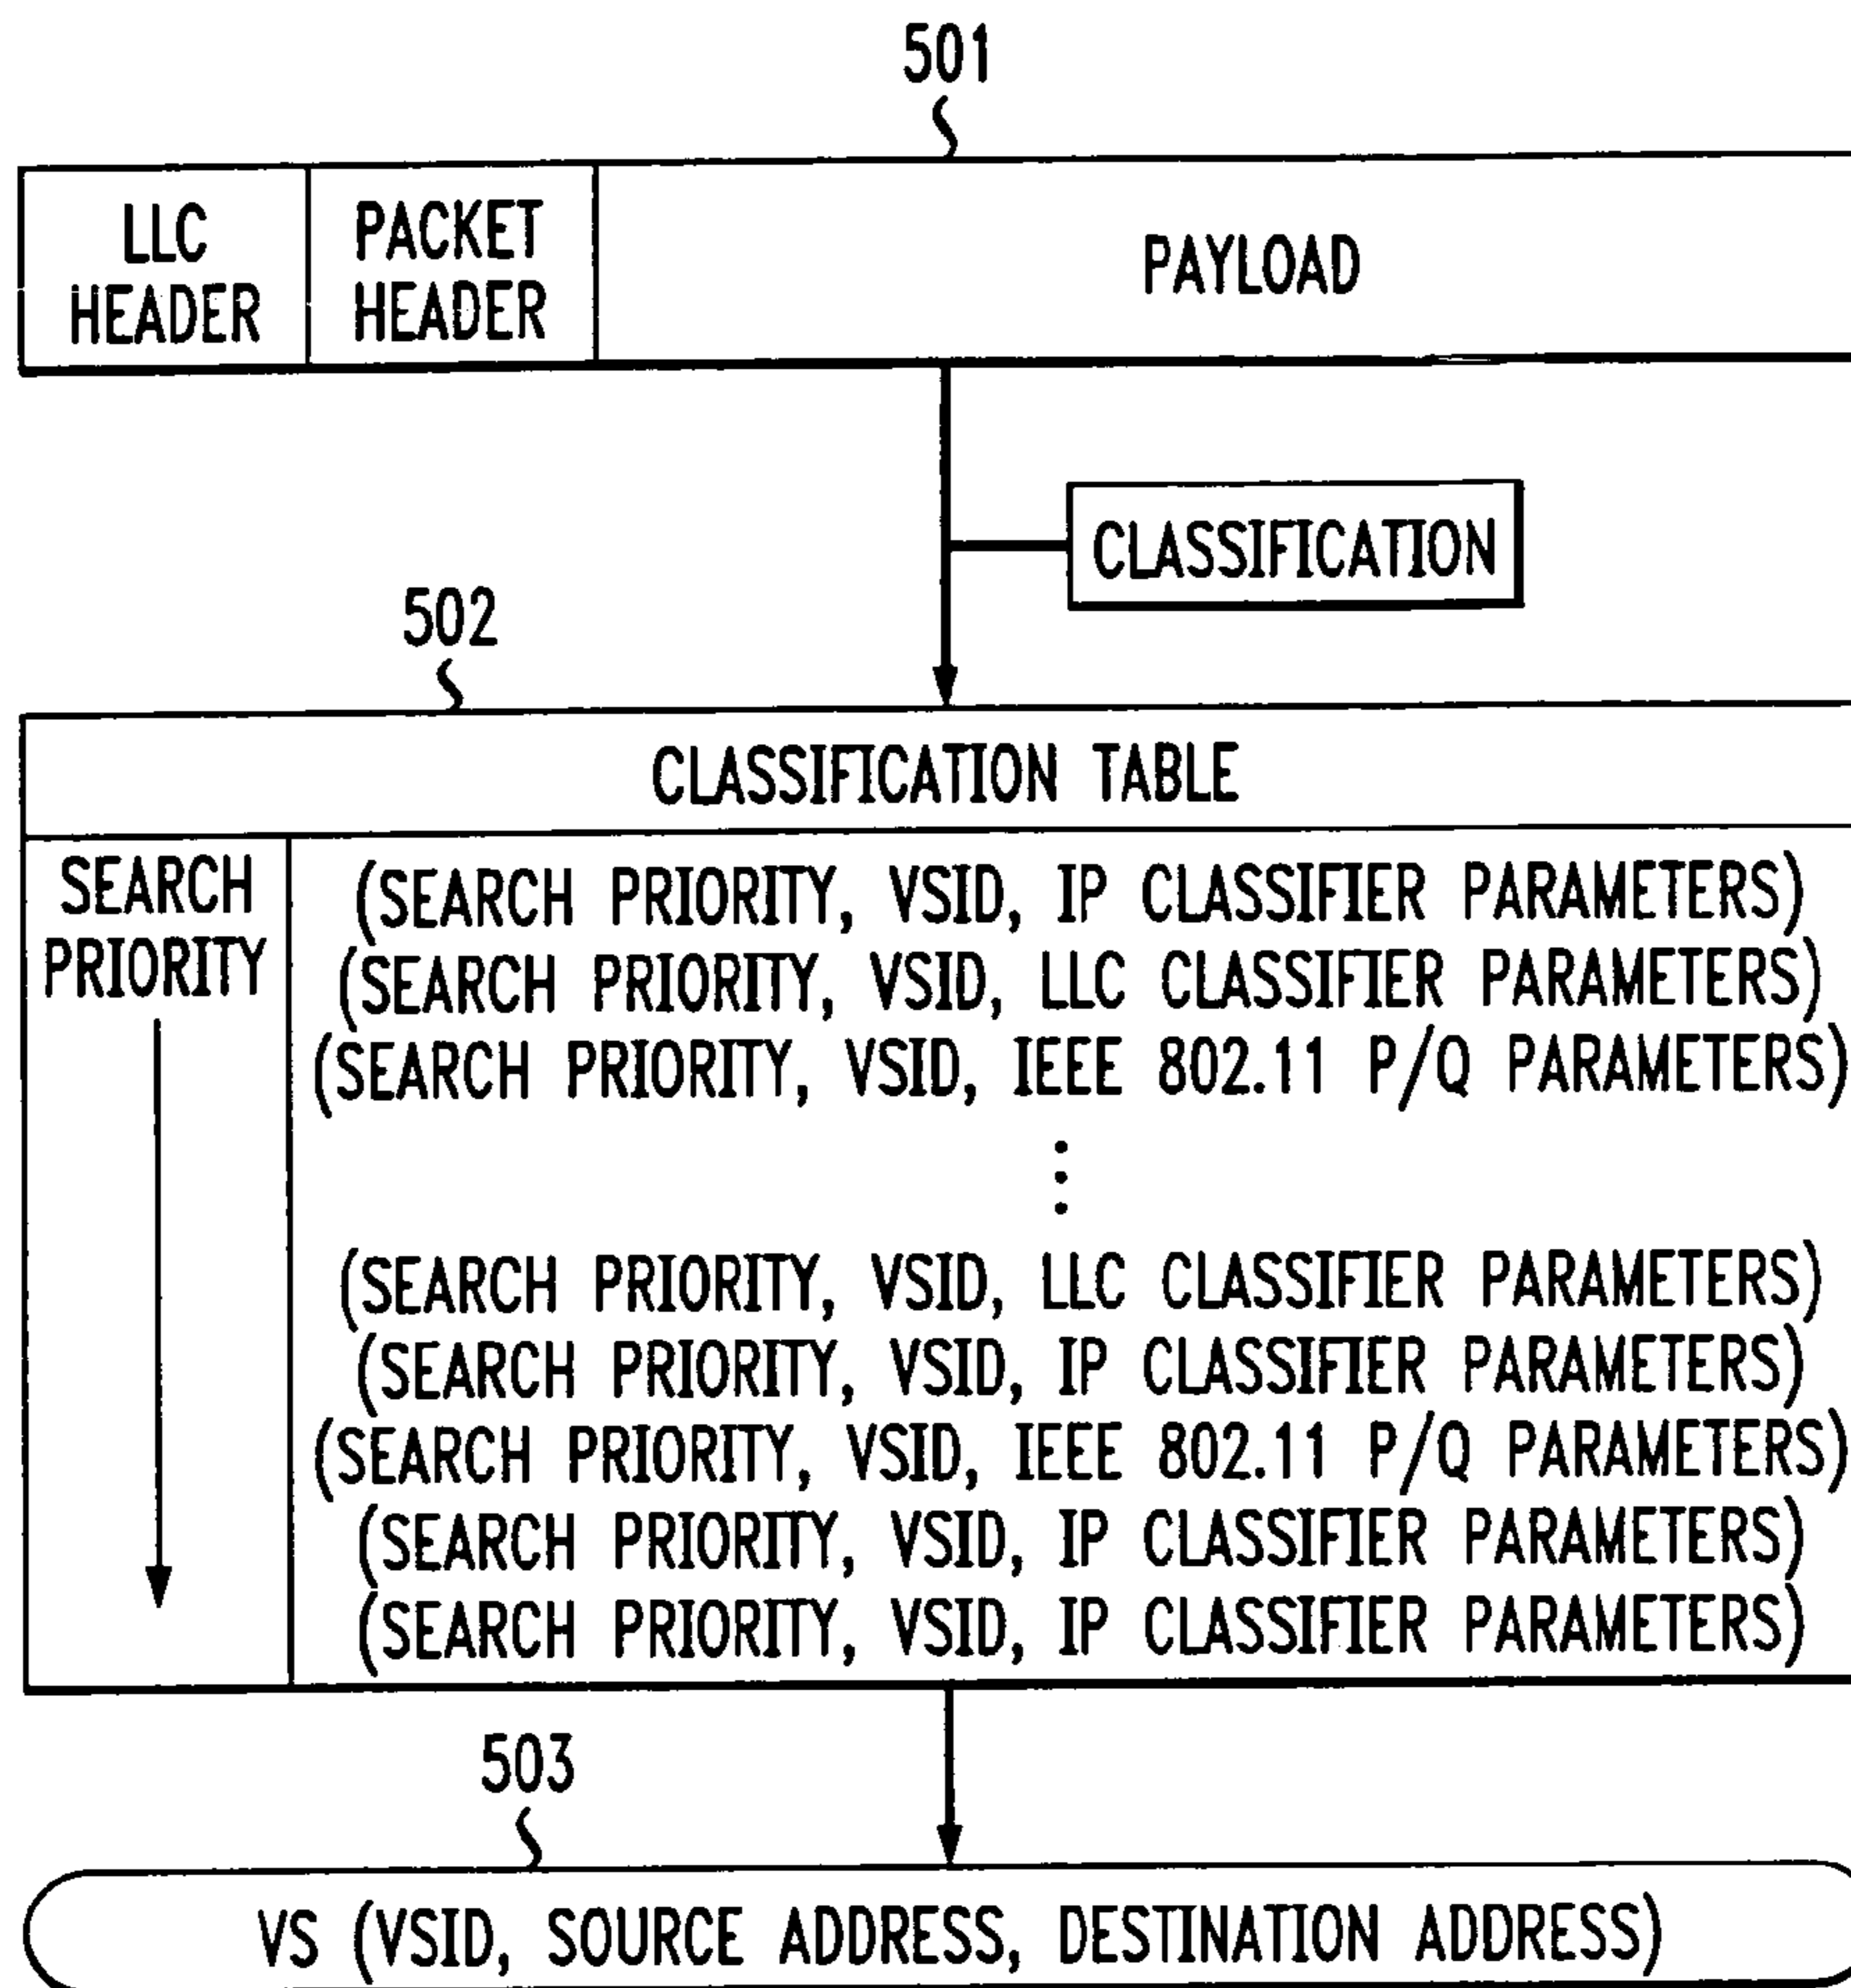 501
LLC
HEADER
PACKET
HEADER
PAYLOAD
CLASSIFICATION
502
CLASSIFICATION TABLE
SEARCH
PRIORITY
(SEARCH PRIORITY, VSID, IP CLASSIFIER PARAMETERS)
(SEARCH PRIORITY, VSID, LLC CLASSIFIER PARAMETERS)
(SEARCH PRIORITY, VSID, IEEE 802.11 P/Q PARAMETERS)
⋮
(SEARCH PRIORITY, VSID, LLC CLASSIFIER PARAMETERS)
(SEARCH PRIORITY, VSID, IP CLASSIFIER PARAMETERS)
(SEARCH PRIORITY, VSID, IEEE 802.11 P/Q PARAMETERS)
(SEARCH PRIORITY, VSID, IP CLASSIFIER PARAMETERS)
(SEARCH PRIORITY, VSID, IP CLASSIFIER PARAMETERS)
503
VS (VSID, SOURCE ADDRESS, DESTINATION ADDRESS)